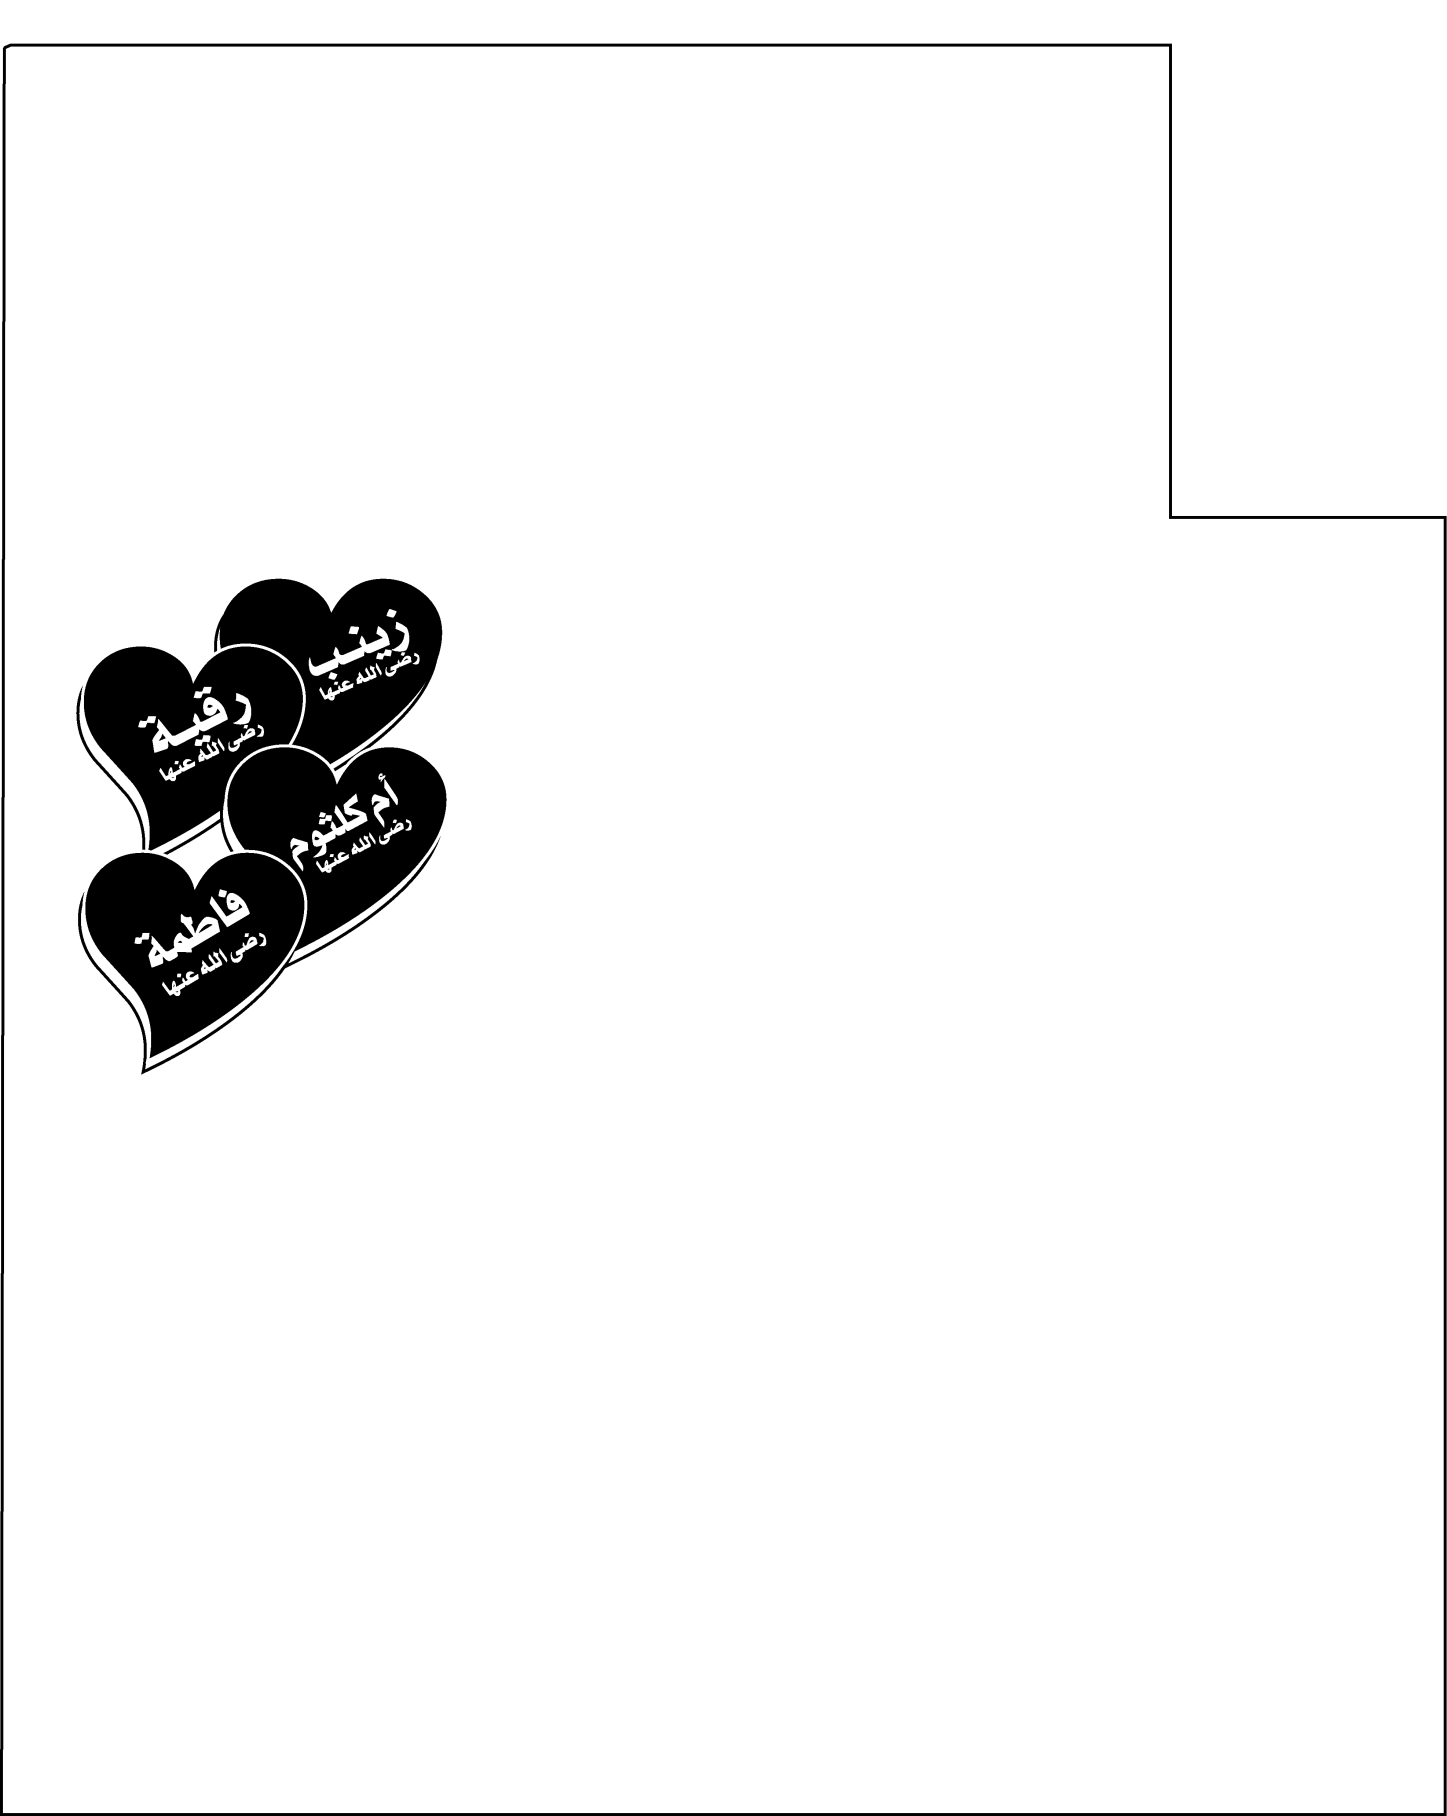 زينب
رضى الله عنها
رقية
رضى الله عنها
أم كلثوم
رضى الله عنها
فاطمة
رضى الله عنها